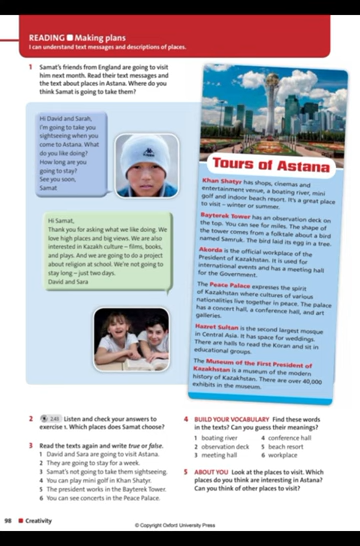 READING ■ Making plans
I can understand text messages and descriptions of places.
1 Samat's friends from England are going to visit
him next month. Read their text messages and
the text about places in Astana. Where do you
think Samat is going to take them?
Hi David and Sarah,
I'm going to take you
sightseeing when you
come to Astana. What
do you like doing?
How long are you
going to stay?
See you soon,
Samat
Hi Samat,
Thank you for asking what we like doing. We
love high places and big views. We are also
interested in Kazakh culture – films, books,
and plays. And we are going to do a project
about religion at school. We're not going to
stay long – just two days.
David and Sara
Tours of Astana
Khan Shatyr has shops, cinemas and
entertainment venue, a boating river, mini
golf and indoor beach resort. It's a great place
to visit – winter or summer.
Bayterek Tower has an observation deck on
the top. You can see for miles. The shape of
the tower comes from a folktale about a bird
named Samruk. The bird laid its egg in a tree.
Akorda is the official workplace of the
President of Kazakhstan. It is used for
international events and has a meeting hall
for the Government.
The Peace Palace expresses the spirit
of Kazakhstan where cultures of various
nationalities live together in peace. The palace
has a concert hall, a conference hall, and art
galleries.
Hazret Sultan is the second largest mosque
in Central Asia. It has space for weddings.
There are halls to read the Koran and sit in
educational groups.
The Museum of the First President of
Kazakhstan is a museum of the modern
history of Kazakhstan. There are over 40,000
exhibits in the museum.
2 Listen and check your answers to
exercise 1. Which places does Samat choose?
3 Read the texts again and write true or false.
1 David and Sara are going to visit Astana.
2 They are going to stay for a week.
3 Samat's not going to take them sightseeing.
4 You can play mini golf in Khan Shatyr.
5 The president works in the Bayterek Tower.
6 You can see concerts in the Peace Palace.
4 BUILD YOUR VOCABULARY Find these words
in the texts? Can you guess their meanings?
1 boating river 4 conference hall
2 observation deck 5 beach resort
3 meeting hall 6 workplace
5 ABOUT YOU Look at the places to visit. Which
places do you think are interesting in Astana?
Can you think of other places to visit?
98 ■ Creativity
© Copyright Oxford University Press